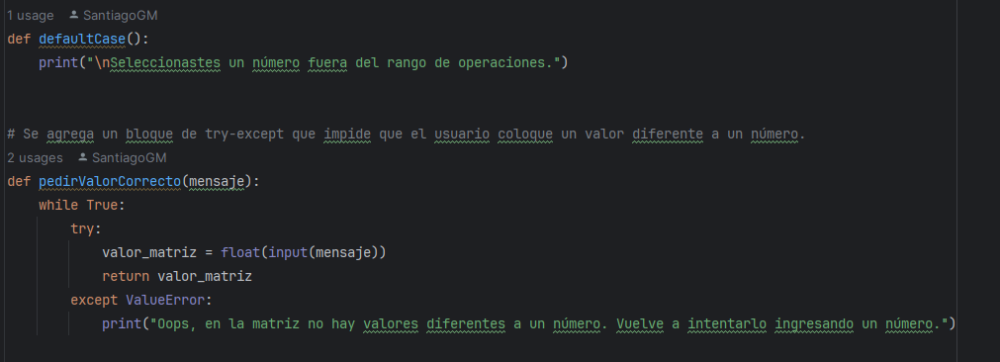 1 usage SantiagoGM
def defaultCase():
print("\nSeleccionastes un número fuera del rango de operaciones.")
# Se agrega un bloque de try-except que impide que el usuario coloque un valor diferente a un número.
2 usages SantiagoGM
def pedirValorCorrecto(mensaje):
while True:
try:
valor_matriz = float(input(mensaje))
return valor_matriz
except ValueError:
print("Oops, en la matriz no hay valores diferentes a un número. Vuelve a intentarlo ingresando un número.")